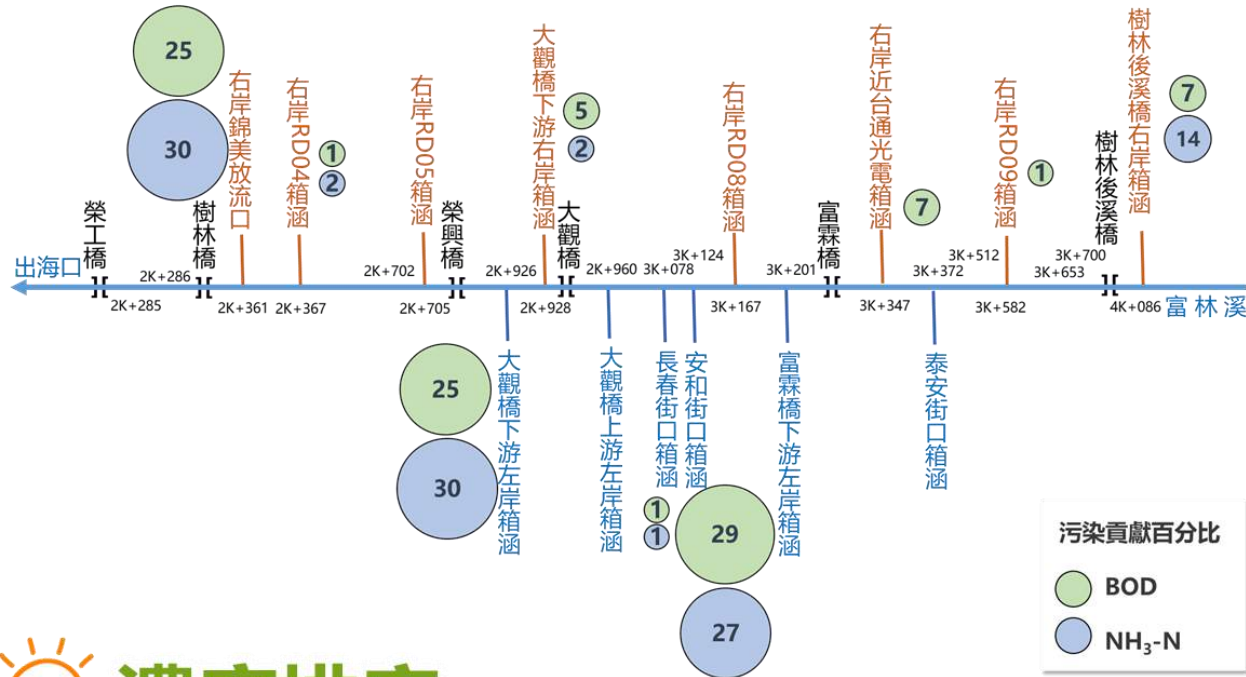 25
30
右岸錦美放流口
右岸RD04箱涵
1
2
右岸RD05箱涵
大觀橋下游右岸箱涵
5
2
右岸RD08箱涵
右岸近台通光電箱涵
7
右岸RD09箱涵
1
樹林後溪橋右岸箱涵
7
14
榮工橋
樹林橋
榮興橋
大觀橋
富霖橋
樹林後溪橋
出海口
2K+286
2K+702
2K+926
2K+960
3K+078
3K+124
3K+201
3K+372
3K+512
3K+653
3K+700
2K+285
2K+361
2K+367
2K+705
2K+928
3K+167
3K+347
3K+582
4K+086
富林溪
25
30
大觀橋下游左岸箱涵
大觀橋上游左岸箱涵
長春街口箱涵
1
1
安和街口箱涵
29
27
富霖橋下游左岸箱涵
泰安街口箱涵
污染貢獻百分比
BOD
NH₃-N